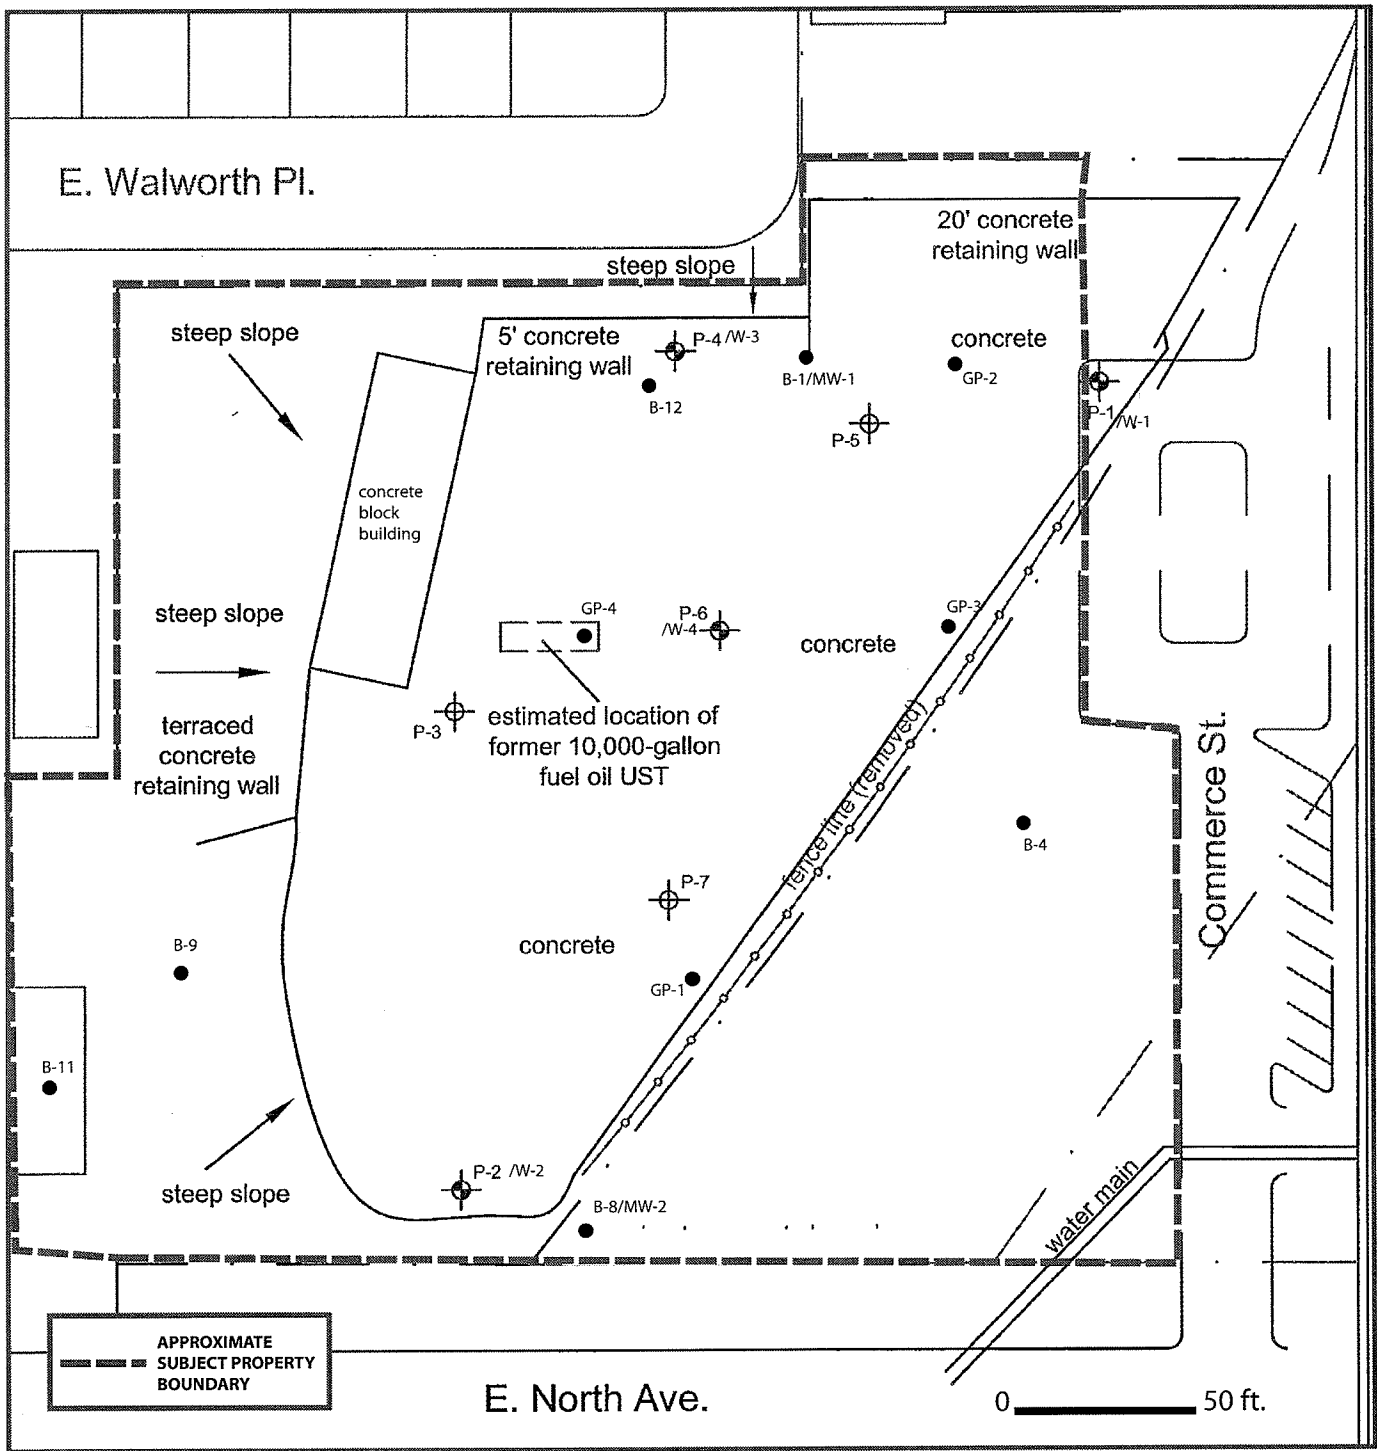 E. Walworth Pl.
20' concrete
retaining wall
steep slope
steep slope
5' concrete
retaining wall
P-4 /W-3
concrete
B-1/MW-1
GP-2
B-12
P-1
/W-1
P-5
concrete
block
building
steep slope
GP-4
P-6
/W-4
GP-3
concrete
terraced
concrete
retaining wall
P-3
estimated location of
former 10,000-gallon
fuel oil UST
fence line (removed)
Commerce St.
B-4
P-7
concrete
B-9
GP-1
B-11
steep slope
P-2 /W-2
B-8/MW-2
water main
APPROXIMATE
SUBJECT PROPERTY
BOUNDARY
E. North Ave.
0 50 ft.